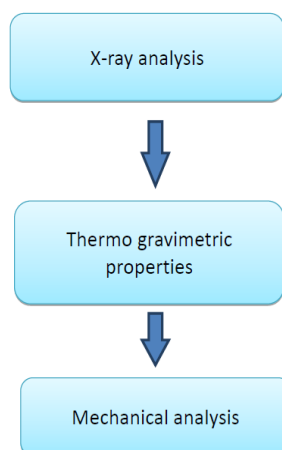 X-ray analysis
Thermo gravimetric
properties
Mechanical analysis